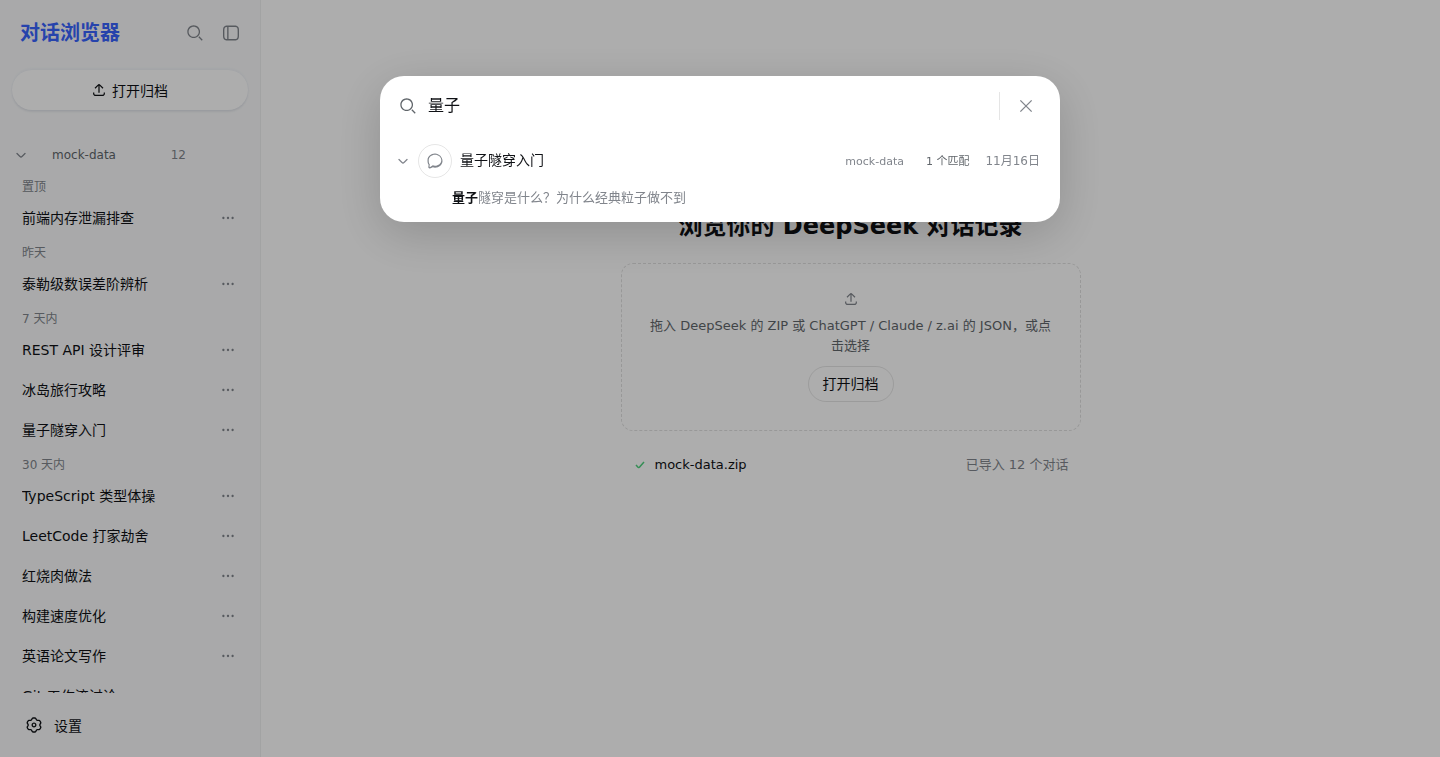 对话浏览器
打开归档
mock-data 12
置顶
前端内存泄漏排查
昨天
泰勒级数误差阶辨析
7 天内
REST API 设计评审
冰岛旅行攻略
量子隧穿入门
30 天内
TypeScript 类型体操
LeetCode 打家劫舍
红烧肉做法
构建速度优化
英语论文写作
Git 工作流讨论
设置
量子
量子隧穿入门 mock-data 1 个匹配 11月16日
量子隧穿是什么？为什么经典粒子做不到
浏览你的 DeepSeek 对话记录
拖入 DeepSeek 的 ZIP 或 ChatGPT / Claude / z.ai 的 JSON，或点
击选择
打开归档
mock-data.zip 已导入 12 个对话